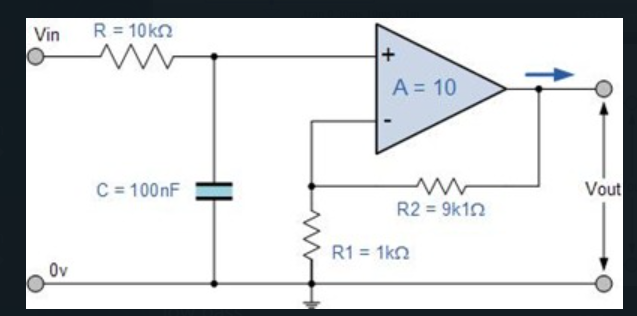 Vin
R = 10kΩ
+
A = 10
-
C = 100nF
R2 = 9k1Ω
Vout
R1 = 1kΩ
0v